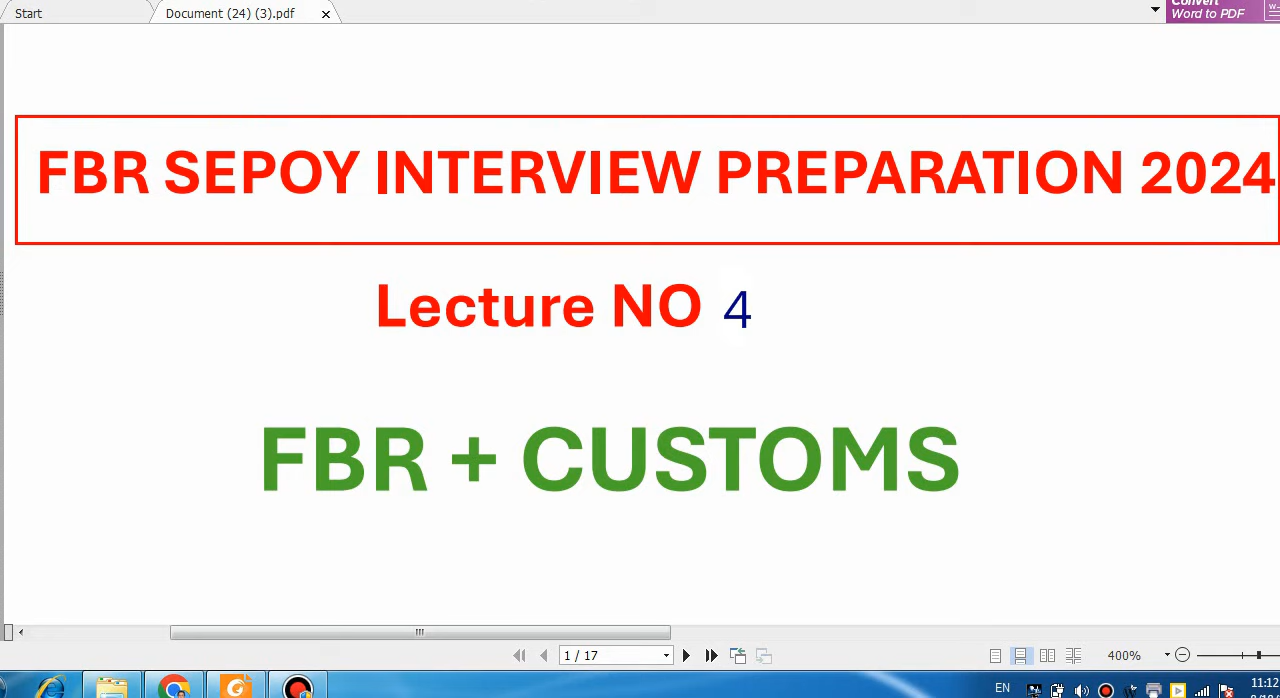 Start
Document (24) (3).pdf
Convert
Word to PDF
FBR SEPOY INTERVIEW PREPARATION 2024
Lecture NO 4
FBR + CUSTOMS
1 / 17
400%
EN
11:12